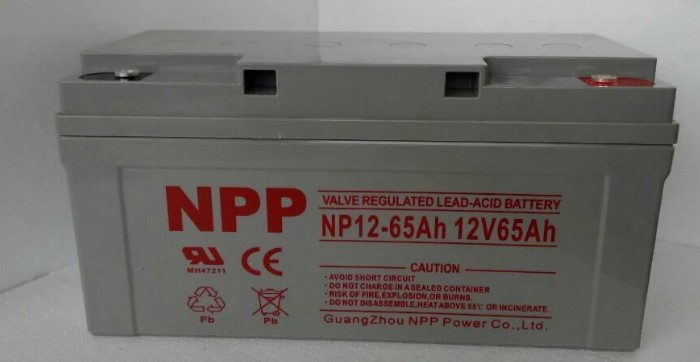 NPP
VALVE REGULATED LEAD-ACID BATTERY
NP12-65Ah 12V65Ah
CE
MH47211
CAUTION
· AVOID SHORT CIRCUIT
· DO NOT CHARGE IN A SEALED CONTAINER
· RISK OF FIRE,EXPLOSION,OR BURNS.
· DO NOT DISASSEMBLE,HEAT ABOVE 55℃ OR INCINERATE.
Pb
Pb
GuangZhou NPP Power Co.,Ltd.